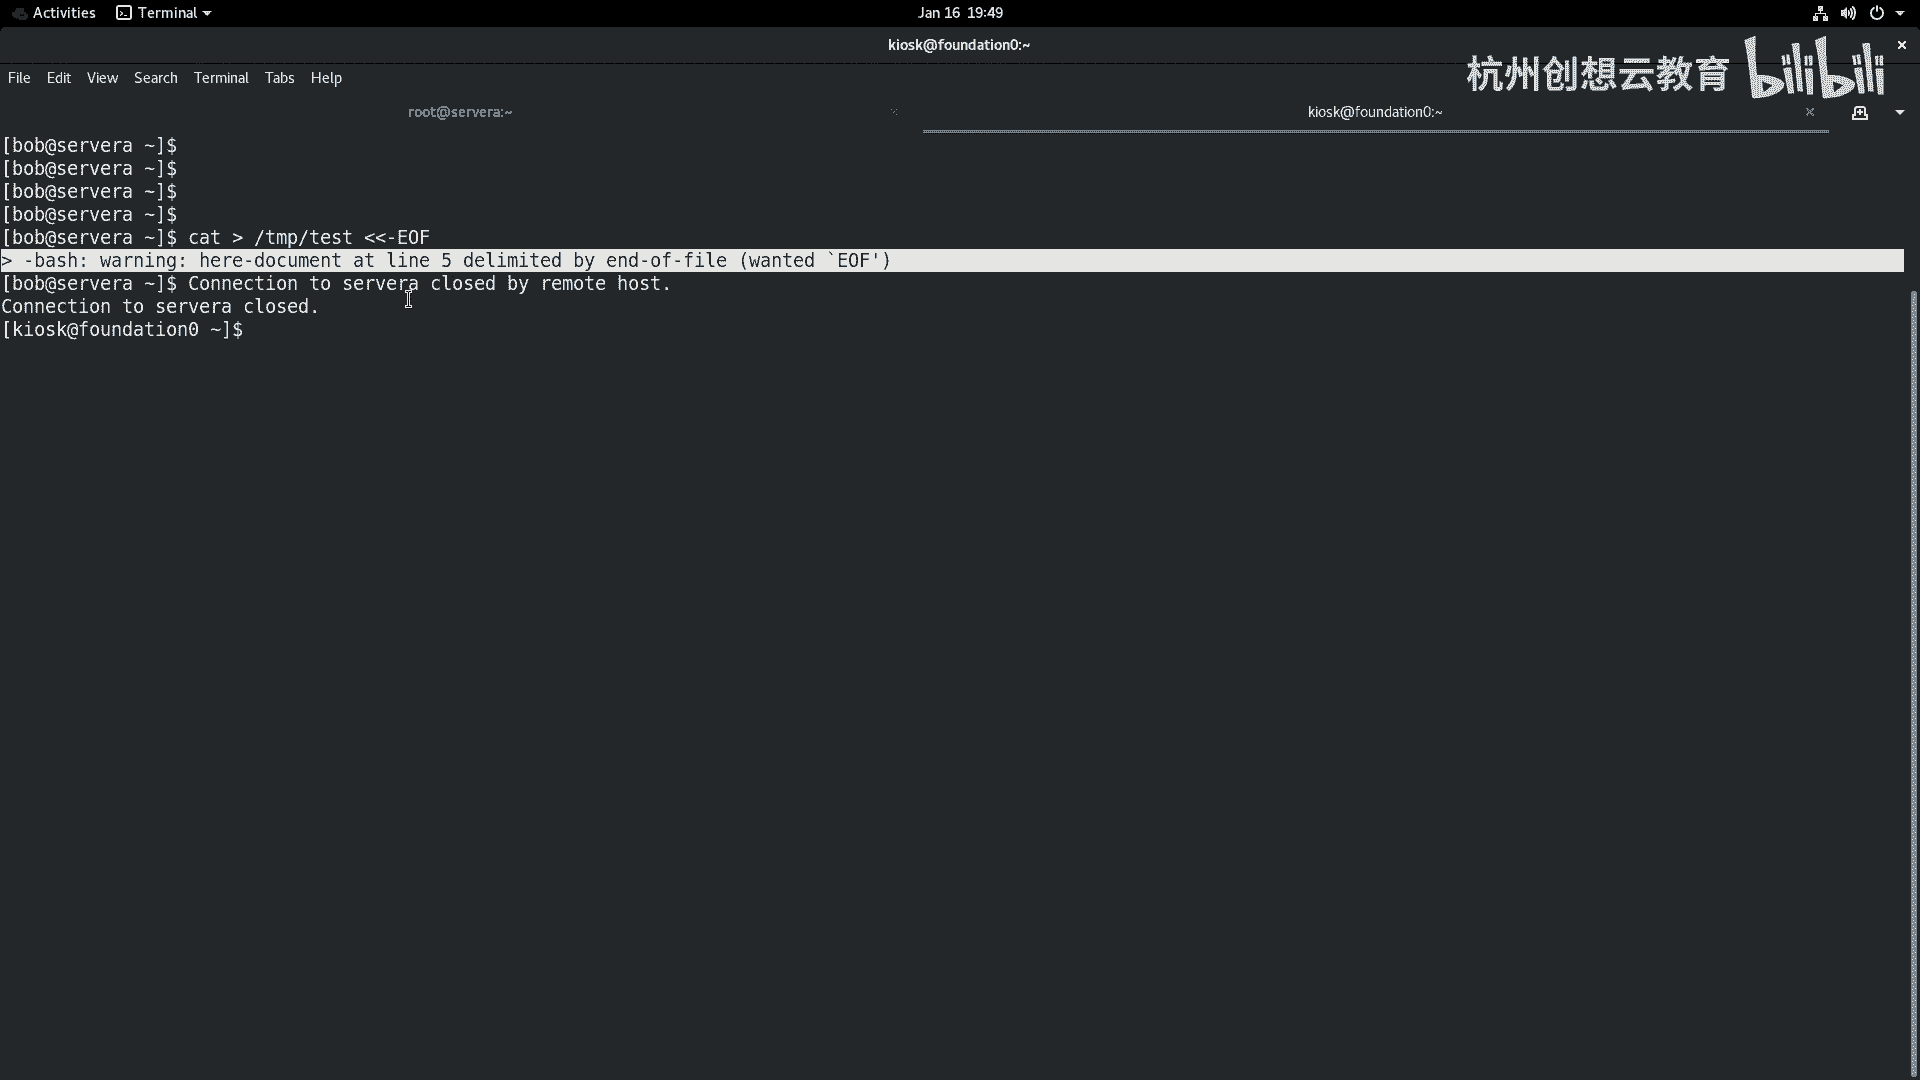 Activities Terminal Jan 16 19:49
kiosk@foundation0:~
File Edit View Search Terminal Tabs Help
杭州创想云教育 bilibili
root@servera:~ kiosk@foundation0:~
[bob@servera ~]$
[bob@servera ~]$
[bob@servera ~]$
[bob@servera ~]$
[bob@servera ~]$ cat > /tmp/test <<-EOF
> -bash: warning: here-document at line 5 delimited by end-of-file (wanted `EOF')
[bob@servera ~]$ Connection to servera closed by remote host.
Connection to servera closed.
[kiosk@foundation0 ~]$